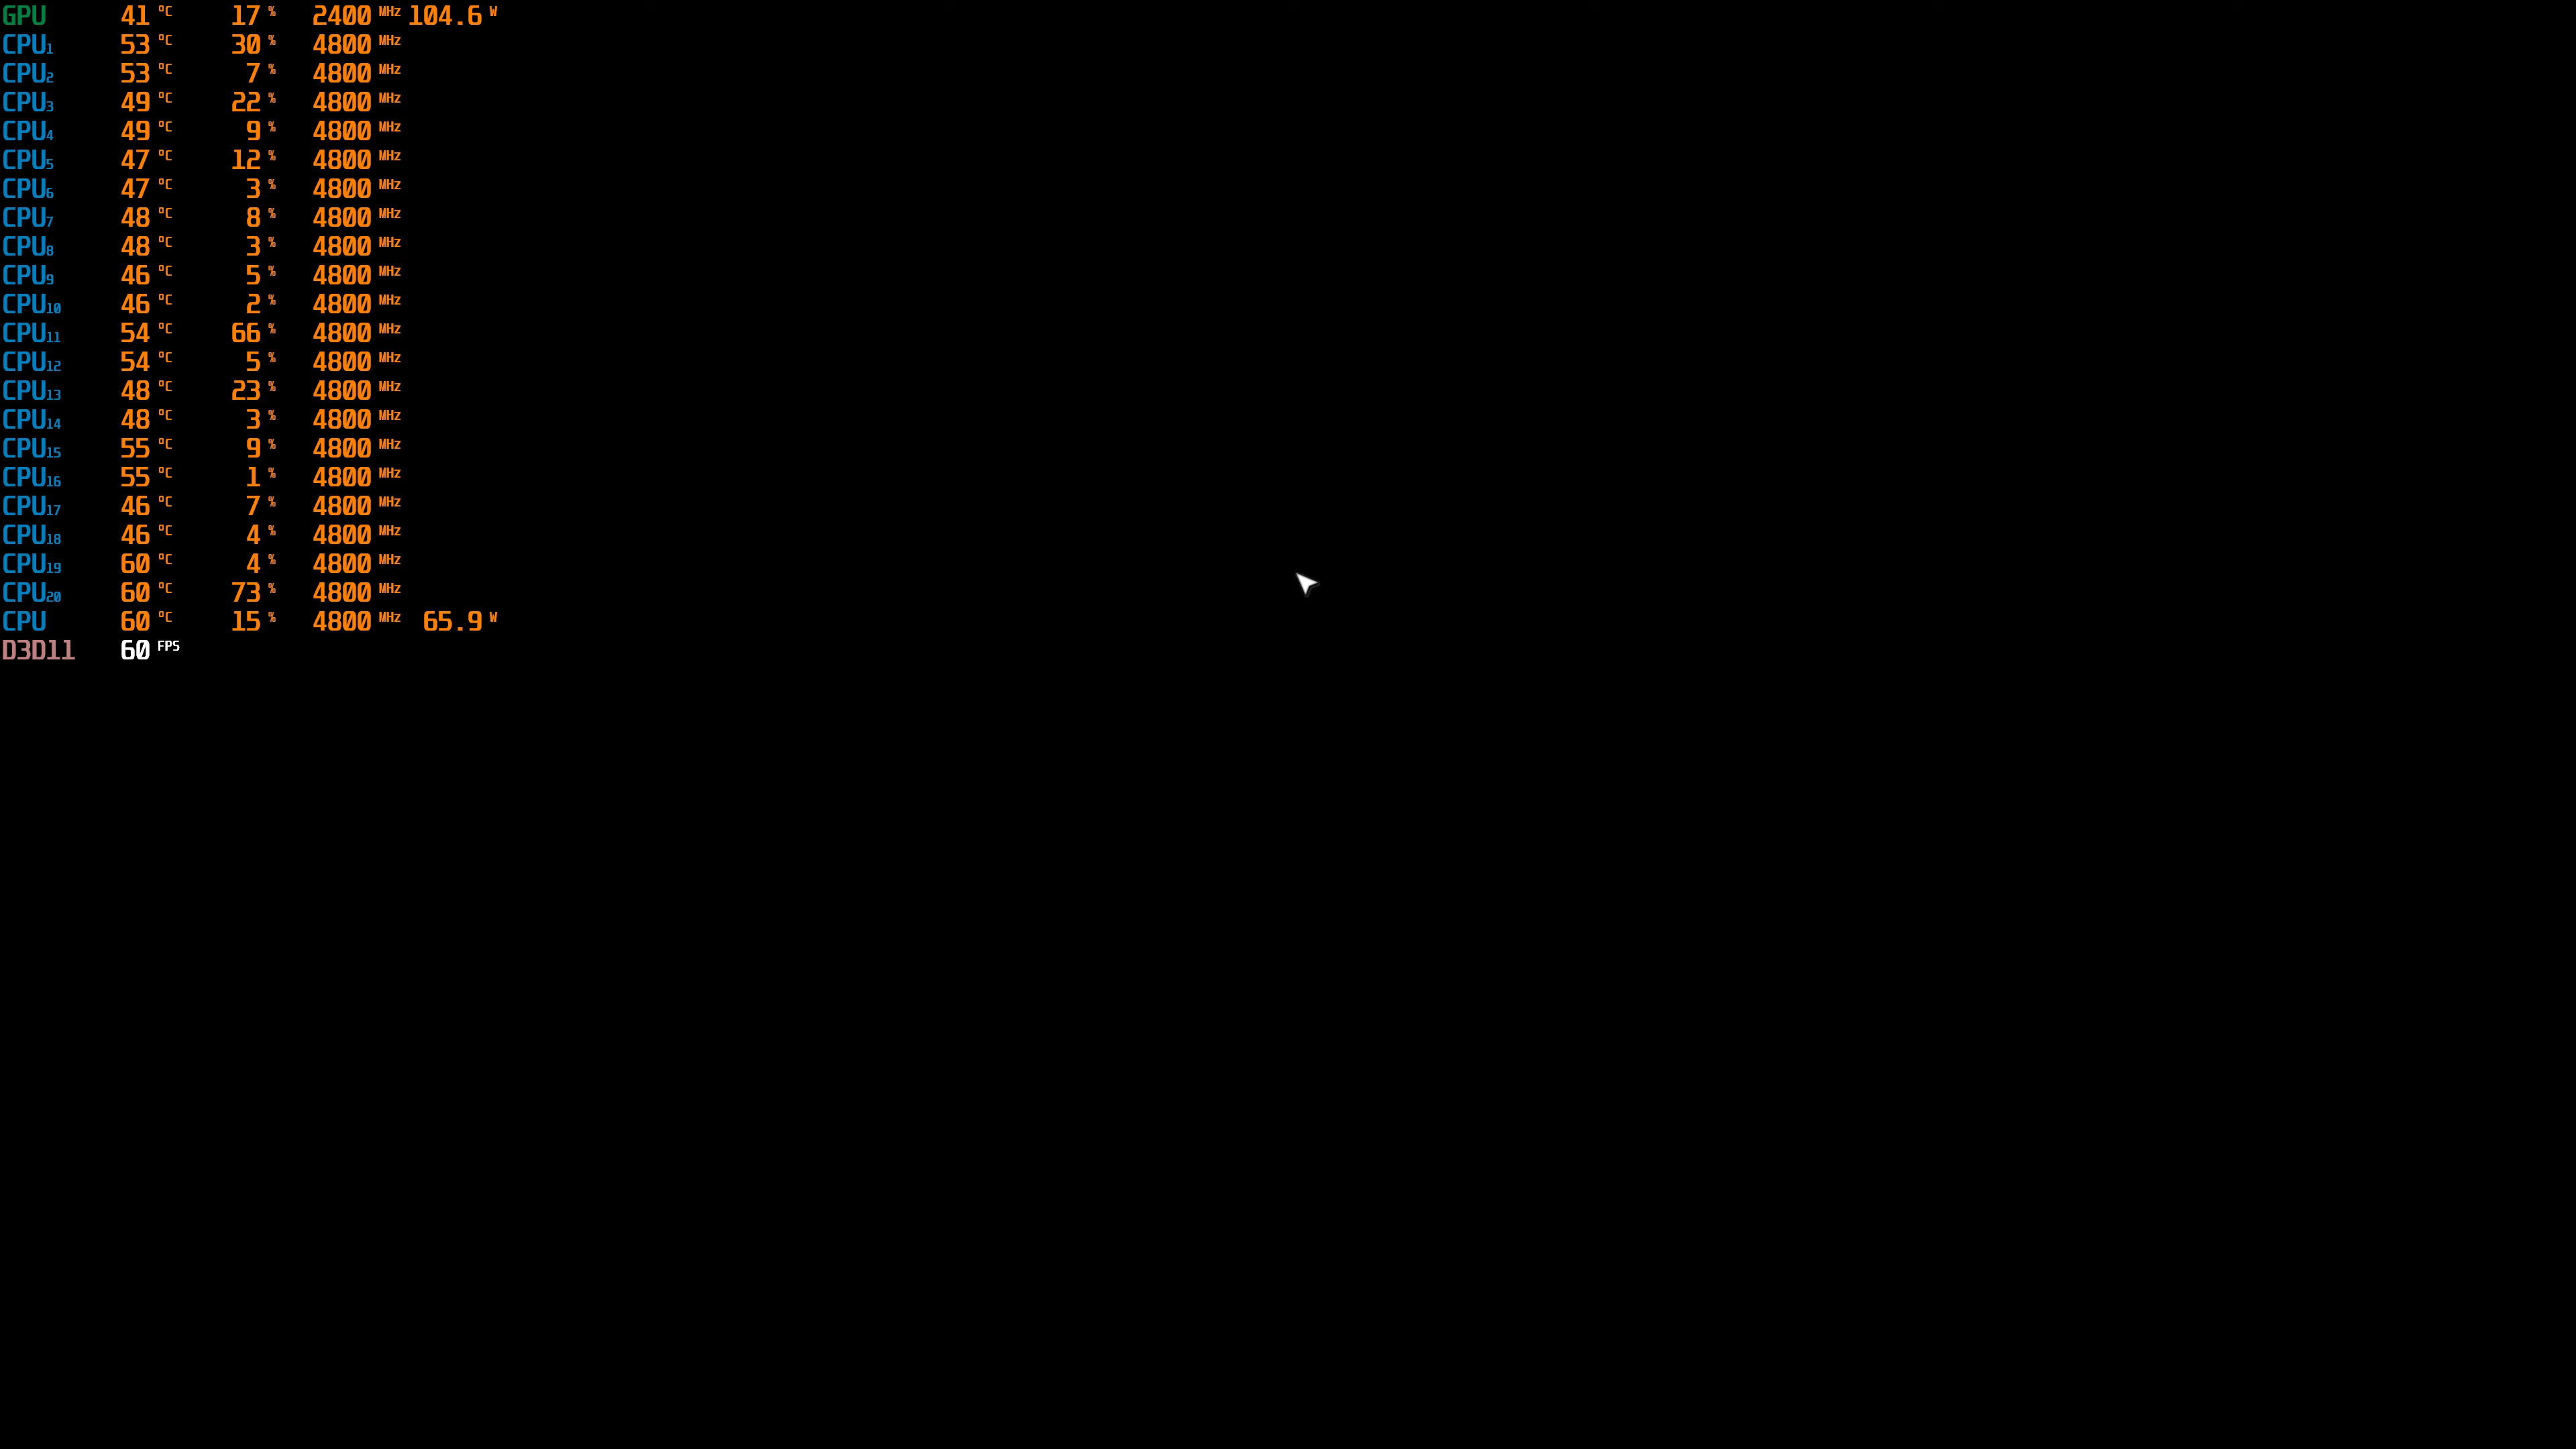 GPU 41 °C 17 % 2400 MHz 104.6 W
CPU1 53 °C 30 % 4800 MHz
CPU2 53 °C 7 % 4800 MHz
CPU3 49 °C 22 % 4800 MHz
CPU4 49 °C 9 % 4800 MHz
CPU5 47 °C 12 % 4800 MHz
CPU6 47 °C 3 % 4800 MHz
CPU7 48 °C 8 % 4800 MHz
CPU8 48 °C 3 % 4800 MHz
CPU9 46 °C 5 % 4800 MHz
CPU10 46 °C 2 % 4800 MHz
CPU11 54 °C 66 % 4800 MHz
CPU12 54 °C 5 % 4800 MHz
CPU13 48 °C 23 % 4800 MHz
CPU14 48 °C 3 % 4800 MHz
CPU15 55 °C 9 % 4800 MHz
CPU16 55 °C 1 % 4800 MHz
CPU17 46 °C 7 % 4800 MHz
CPU18 46 °C 4 % 4800 MHz
CPU19 60 °C 4 % 4800 MHz
CPU20 60 °C 73 % 4800 MHz
CPU 60 °C 15 % 4800 MHz 65.9 W
D3D11 60 FPS